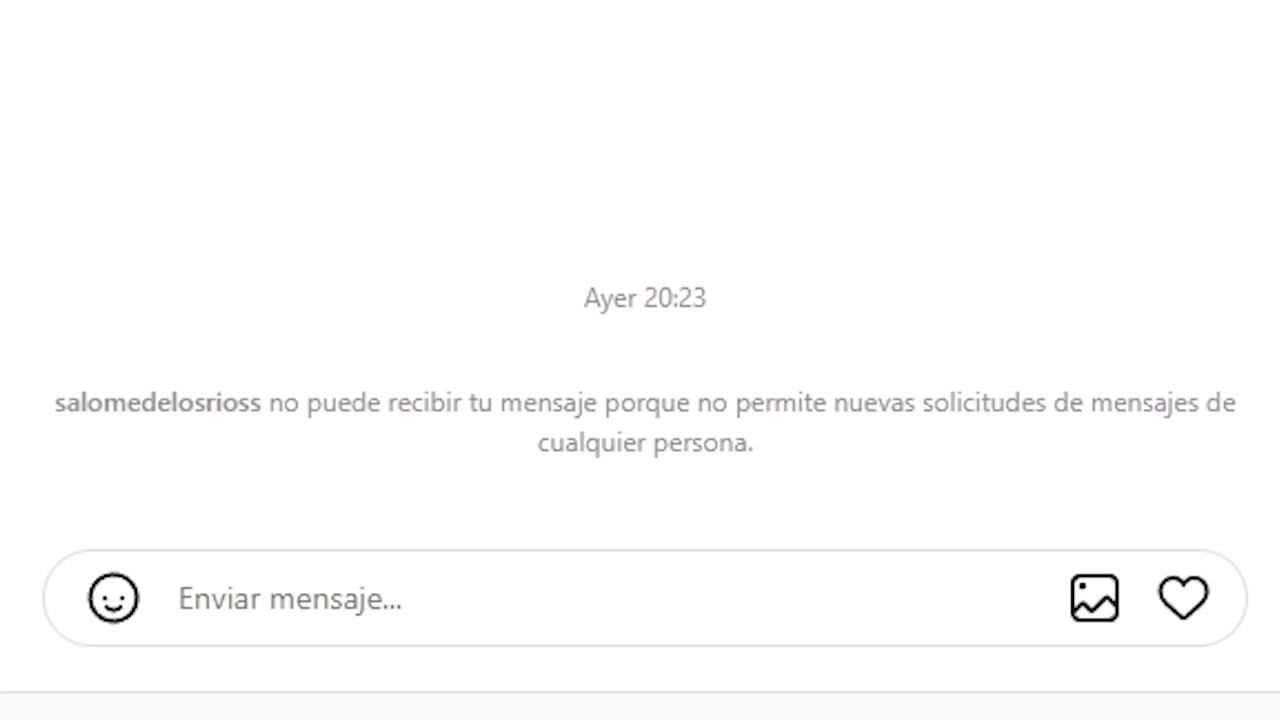 Ayer 20:23
salomedelosrioss no puede recibir tu mensaje porque no permite nuevas solicitudes de mensajes de
cualquier persona.
Enviar mensaje...